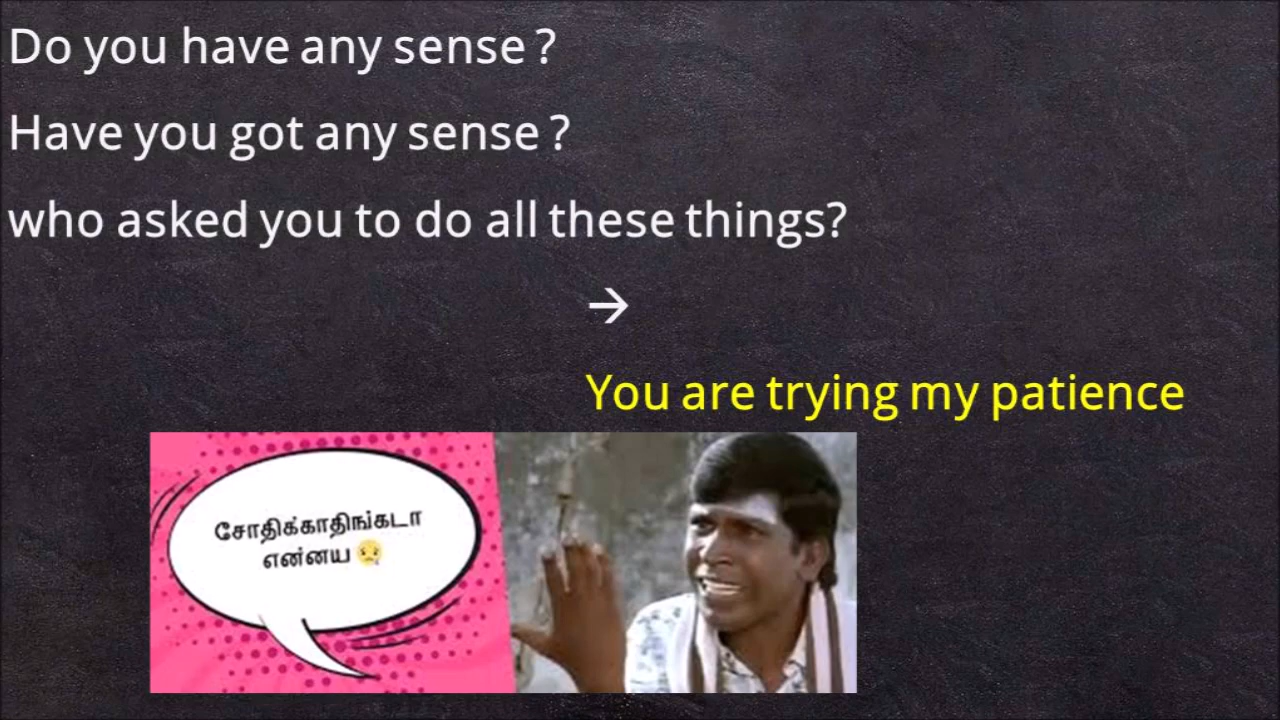 Do you have any sense ?
Have you got any sense ?
who asked you to do all these things?
→
You are trying my patience
சோதிக்காதிங்கடா
என்னய 😢